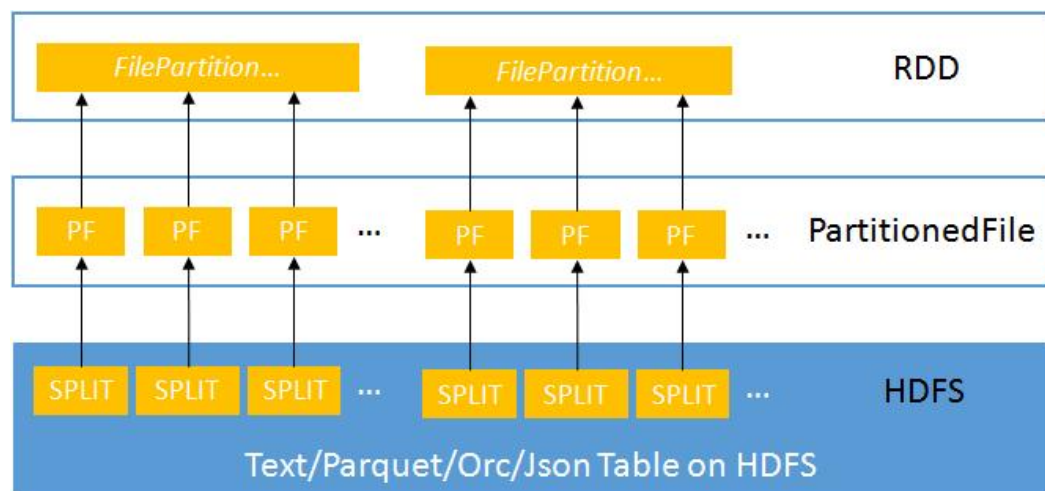 FilePartition... FilePartition... RDD
PF PF PF ... PF PF PF ... PartitionedFile
SPLIT SPLIT SPLIT ... SPLIT SPLIT SPLIT ... HDFS
Text/Parquet/Orc/Json Table on HDFS